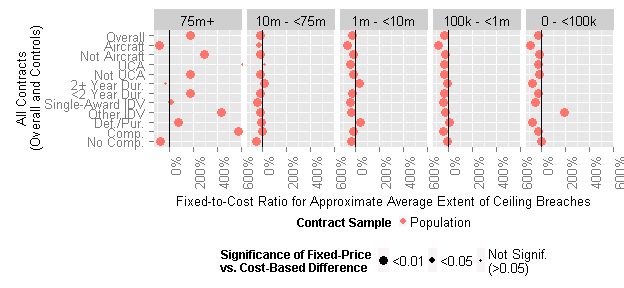 75m+ 10m - <75m 1m - <10m 100k - <1m 0 - <100k
All Contracts
(Overall and Controls)
Overall
Aircraft
Not Aircraft
UCA
Not UCA
2+ Year Dur.
<2 Year Dur.
Single-Award IDV
Other IDV
Def./Pur.
Comp.
No Comp.
0% 200% 400% 600% 0% 200% 400% 600% 0% 200% 400% 600% 0% 200% 400% 600% 0% 200% 400% 600%
Fixed-to-Cost Ratio for Approximate Average Extent of Ceiling Breaches
Contract Sample Population
Significance of Fixed-Price
vs. Cost-Based Difference
<0.01 <0.05 Not Signif.
(>0.05)